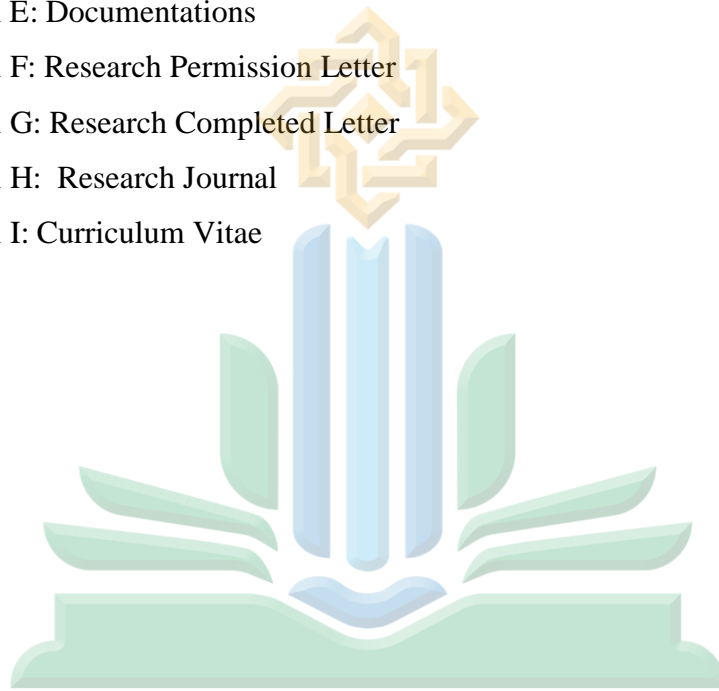 E: Documentations
F: Research Permission Letter
G: Research Completed Letter
H: Research Journal
I: Curriculum Vitae